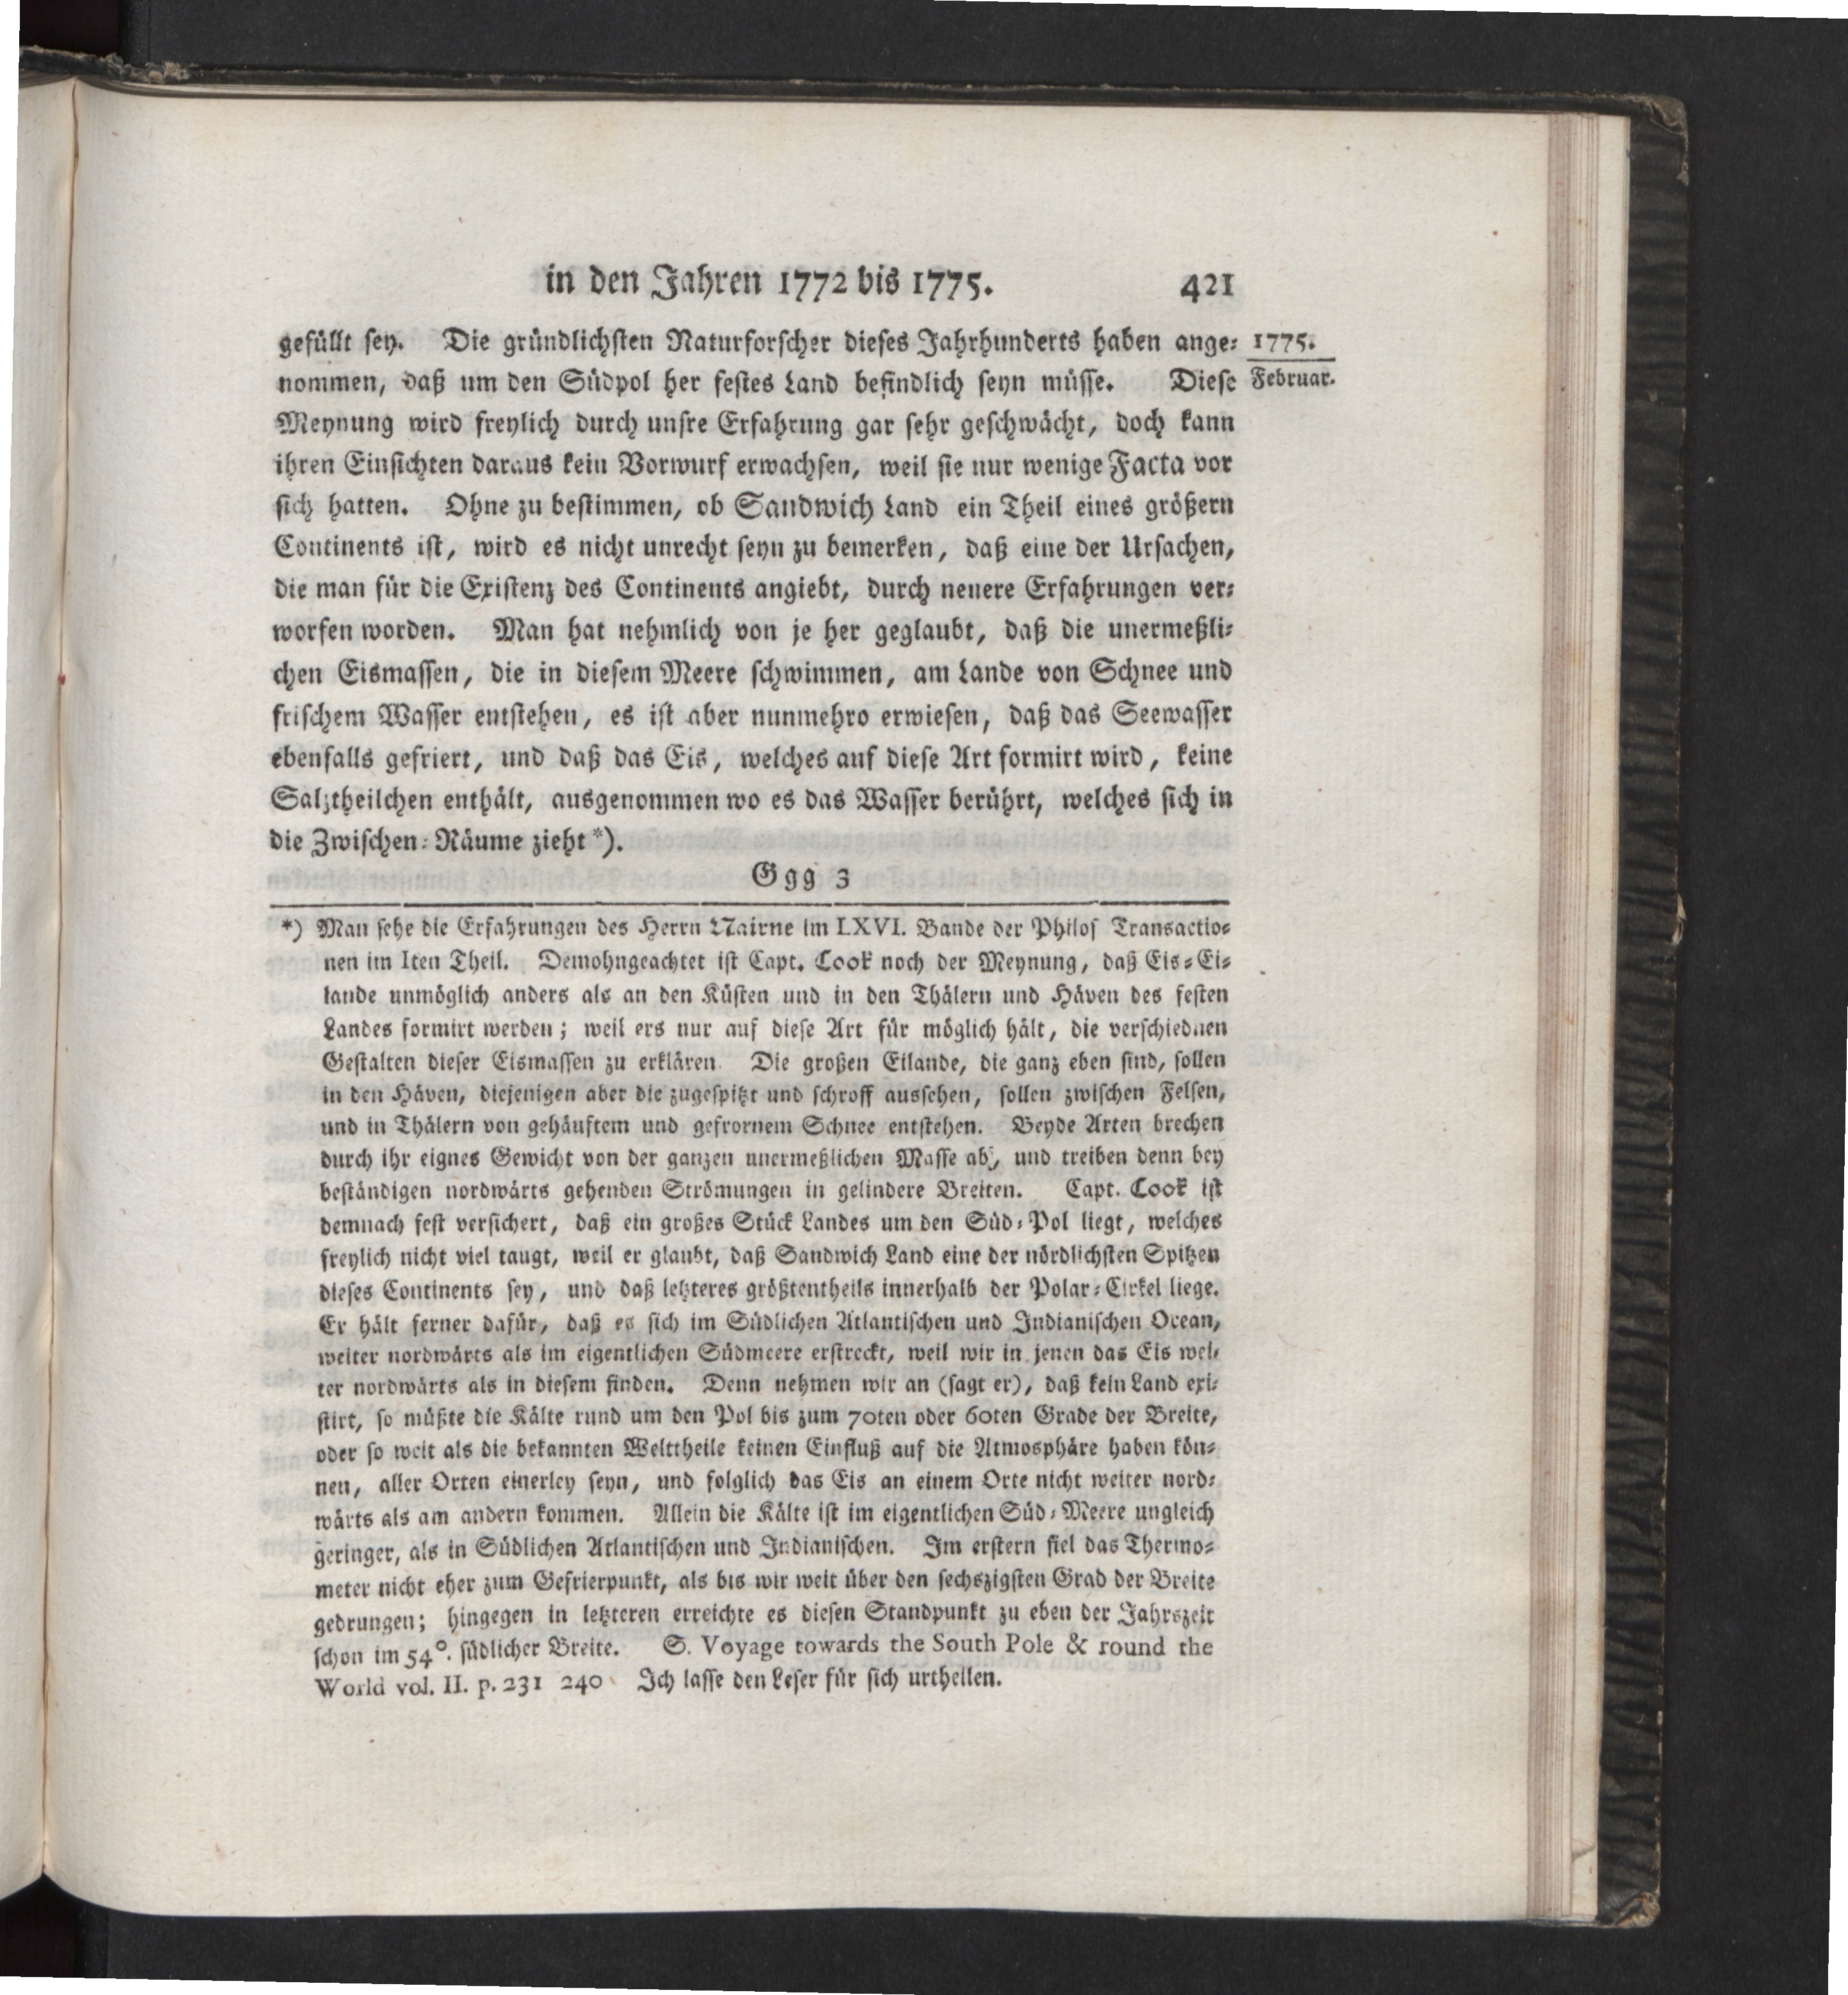 in den Jahren 1772 bis 1775. 421
gefüllt sey. Die gründlichsten Naturforscher dieses Jahrhunderts haben ange-
1775.
Februar.
nommen, daß um den Südpol her festes Land befindlich seyn müsse. Diese
Meynung wird freylich durch unsre Erfahrung gar sehr geschwächt, doch kann
ihren Einsichten daraus kein Vorwurf erwachsen, weil sie nur wenige Facta vor
sich hatten. Ohne zu bestimmen, ob Sandwich Land ein Theil eines größern
Continents ist, wird es nicht unrecht seyn zu bemerken, daß eine der Ursachen,
die man für die Existenz des Continents angiebt, durch neuere Erfahrungen ver-
worfen worden. Man hat nehmlich von je her geglaubt, daß die unermeßli-
chen Eismassen, die in diesem Meere schwimmen, am Lande von Schnee und
frischem Wasser entstehen, es ist aber nunmehro erwiesen, daß das Seewasser
ebenfalls gefriert, und daß das Eis, welches auf diese Art formirt wird, keine
Salztheilchen enthält, ausgenommen wo es das Wasser berührt, welches sich in
die Zwischen-Räume zieht *).
Ggg 3
*) Man sehe die Erfahrungen des Herrn Nairne im LXVI. Bande der Philos Transactio-
nen im Iten Theil. Demohngeachtet ist Capt. Cook noch der Meynung, daß Eis-Ei-
lande unmöglich anders als an den Küsten und in den Thälern und Häven des festen
Landes formirt werden; weil ers nur auf diese Art für möglich hält, die verschiednen
Gestalten dieser Eismassen zu erklären. Die großen Eilande, die ganz eben sind, sollen
in den Häven, diejenigen aber die zugespitzt und schroff aussehen, sollen zwischen Felsen,
und in Thälern von gehäuftem und gefrornem Schnee entstehen. Beyde Arten brechen
durch ihr eignes Gewicht von der ganzen unermeßlichen Masse ab, und treiben denn bey
beständigen nordwärts gehenden Strömungen in gelindere Breiten. Capt. Cook ist
demnach fest versichert, daß ein großes Stück Landes um den Süd-Pol liegt, welches
freylich nicht viel taugt, weil er glaubt, daß Sandwich Land eine der nördlichsten Spitzen
dieses Continents sey, und daß letzteres größtentheils innerhalb der Polar-Cirkel liege.
Er hält ferner dafür, daß es sich im Südlichen Atlantischen und Indianischen Ocean,
weiter nordwärts als im eigentlichen Südmeere erstreckt, weil wir in jenen das Eis wei-
ter nordwärts als in diesem finden. Denn nehmen wir an (sagt er), daß kein Land exi-
stirt, so müßte die Kälte rund um den Pol bis zum 70ten oder 60ten Grade der Breite,
oder so weit als die bekannten Welttheile keinen Einfluß auf die Atmosphäre haben kön-
nen, aller Orten einerley seyn, und folglich das Eis an einem Orte nicht weiter nord-
wärts als am andern kommen. Allein die Kälte ist im eigentlichen Süd-Meere ungleich
geringer, als in Südlichen Atlantischen und Indianischen. Im erstern fiel das Thermo-
meter nicht eher zum Gefrierpunkt, als bis wir weit über den sechszigsten Grad der Breite
gedrungen; hingegen in letzteren erreichte es diesen Standpunkt zu eben der Jahrszeit
schon im 54°. südlicher Breite. S. Voyage towards the South Pole & round the
World vol. II. p. 231 240 Ich lasse den Leser für sich urtheilen.